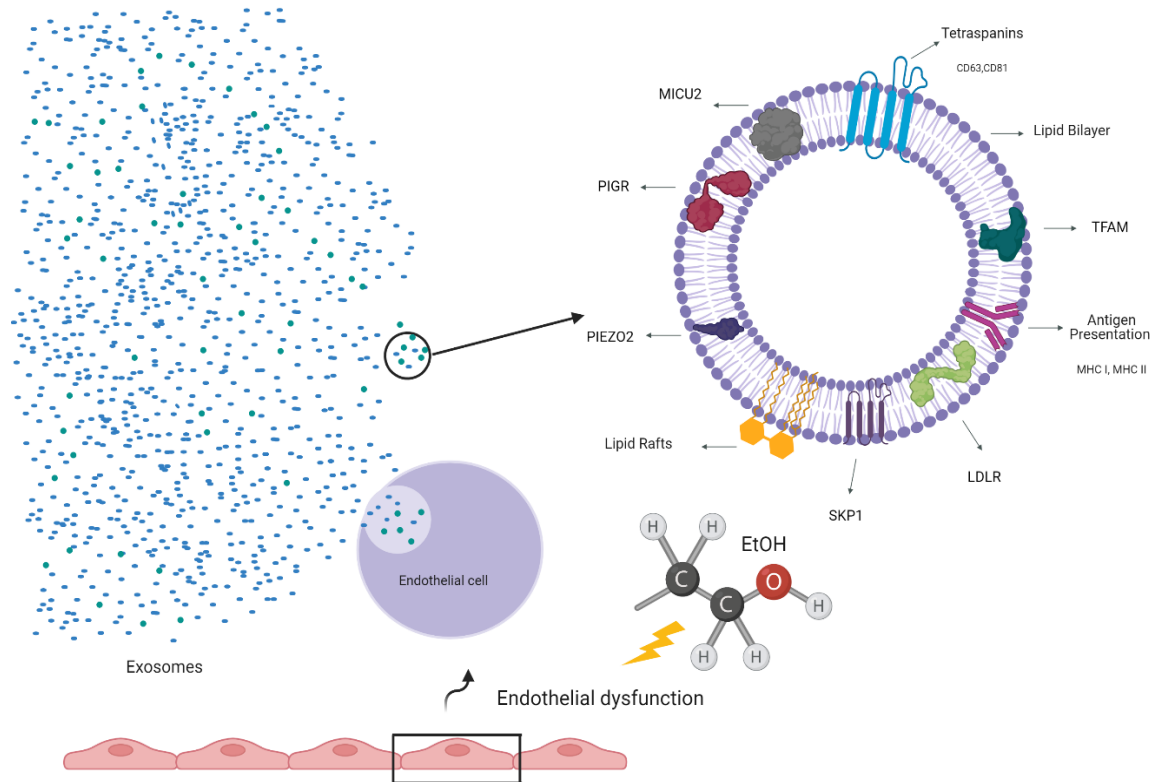 Tetraspanins
CD63,CD81
MICU2
Lipid Bilayer
PIGR
TFAM
PIEZO2
Antigen
Presentation
MHC I, MHC II
Lipid Rafts
LDLR
SKP1
EtOH
H
H
C
O
C
H
H
H
Endothelial cell
Exosomes
Endothelial dysfunction